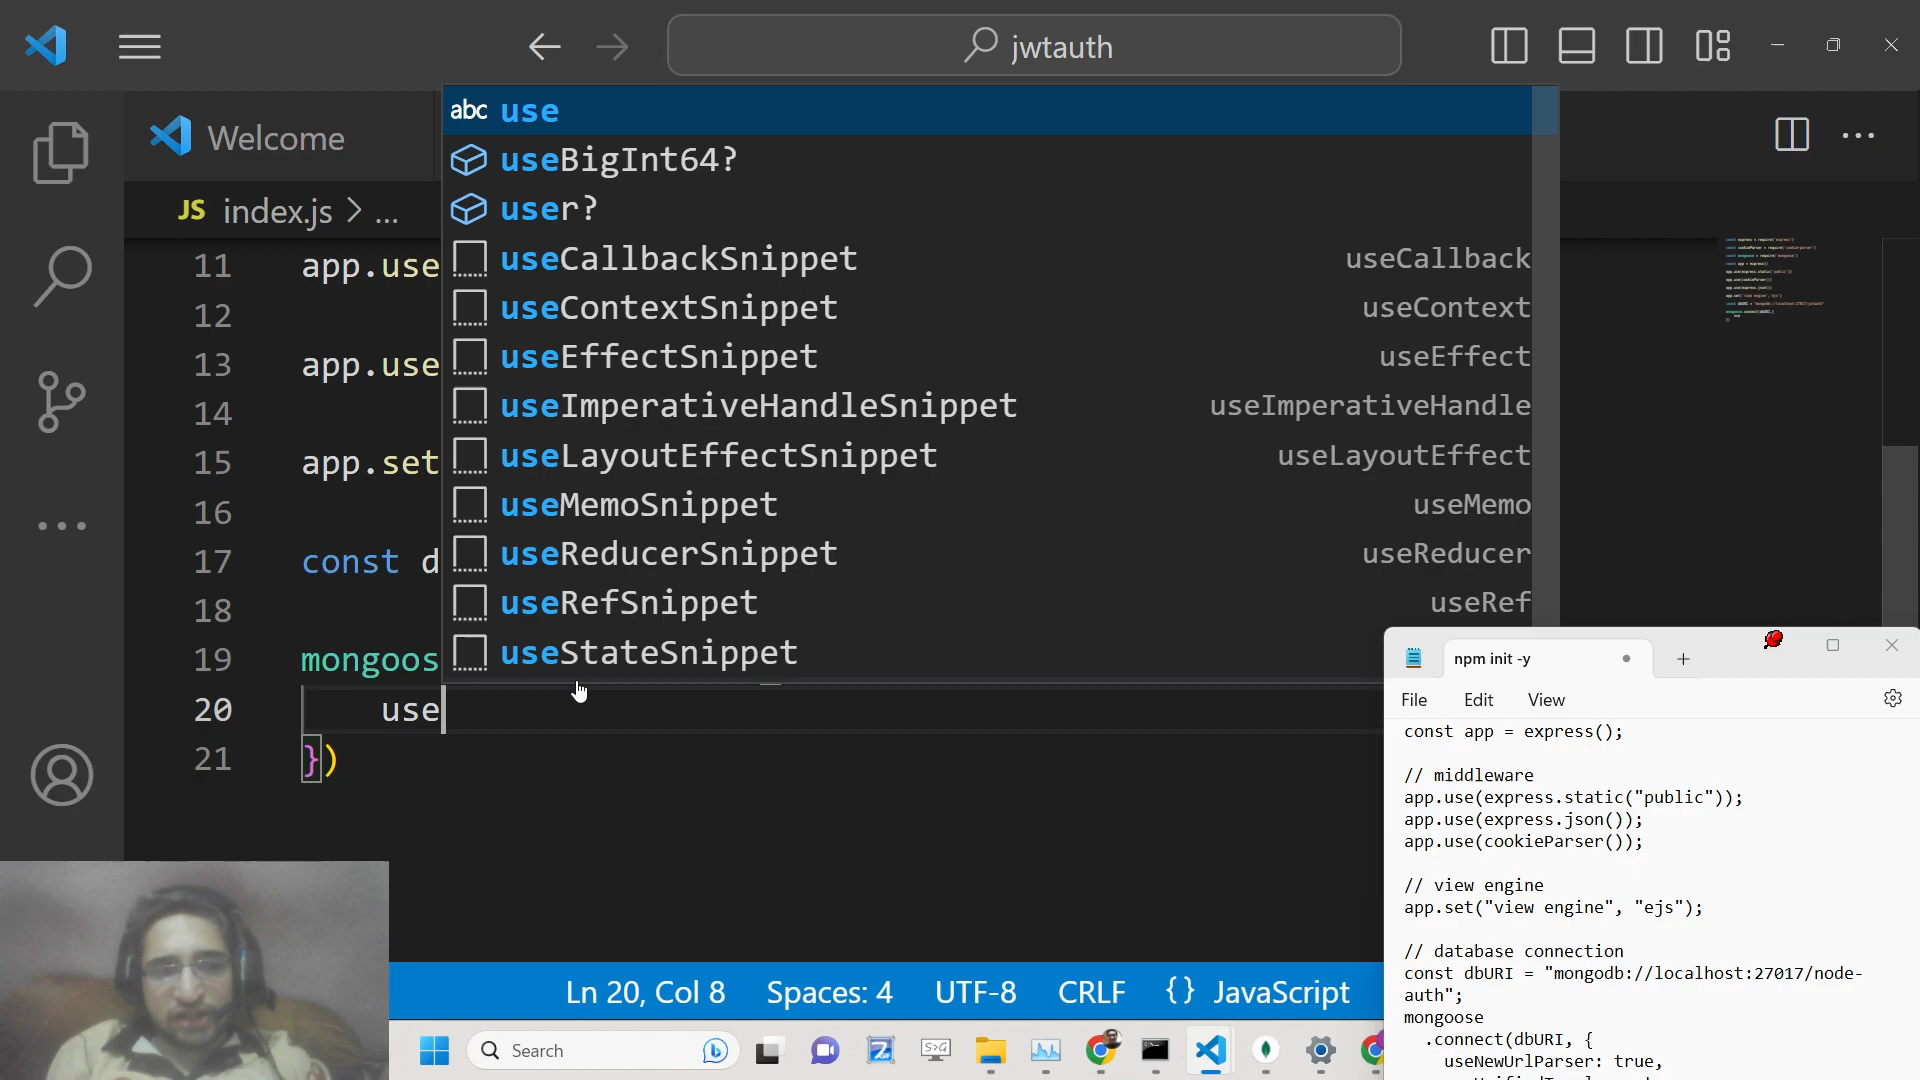 jwtauth
Welcome
JS index.js > ...
11 app.use
12
13 app.use
14
15 app.set
16
17 const d
18
19 mongoos
20 use
21 })
abc use
useBigInt64?
user?
useCallbackSnippet useCallback
useContextSnippet useContext
useEffectSnippet useEffect
useImperativeHandleSnippet useImperativeHandle
useLayoutEffectSnippet useLayoutEffect
useMemoSnippet useMemo
useReducerSnippet useReducer
useRefSnippet useRef
useStateSnippet
npm init -y
File Edit View
const app = express();
// middleware
app.use(express.static("public"));
app.use(express.json());
app.use(cookieParser());
// view engine
app.set("view engine", "ejs");
// database connection
const dbURI = "mongodb://localhost:27017/node-
auth";
mongoose
.connect(dbURI, {
useNewUrlParser: true,
Ln 20, Col 8 Spaces: 4 UTF-8 CRLF {} JavaScript
Search